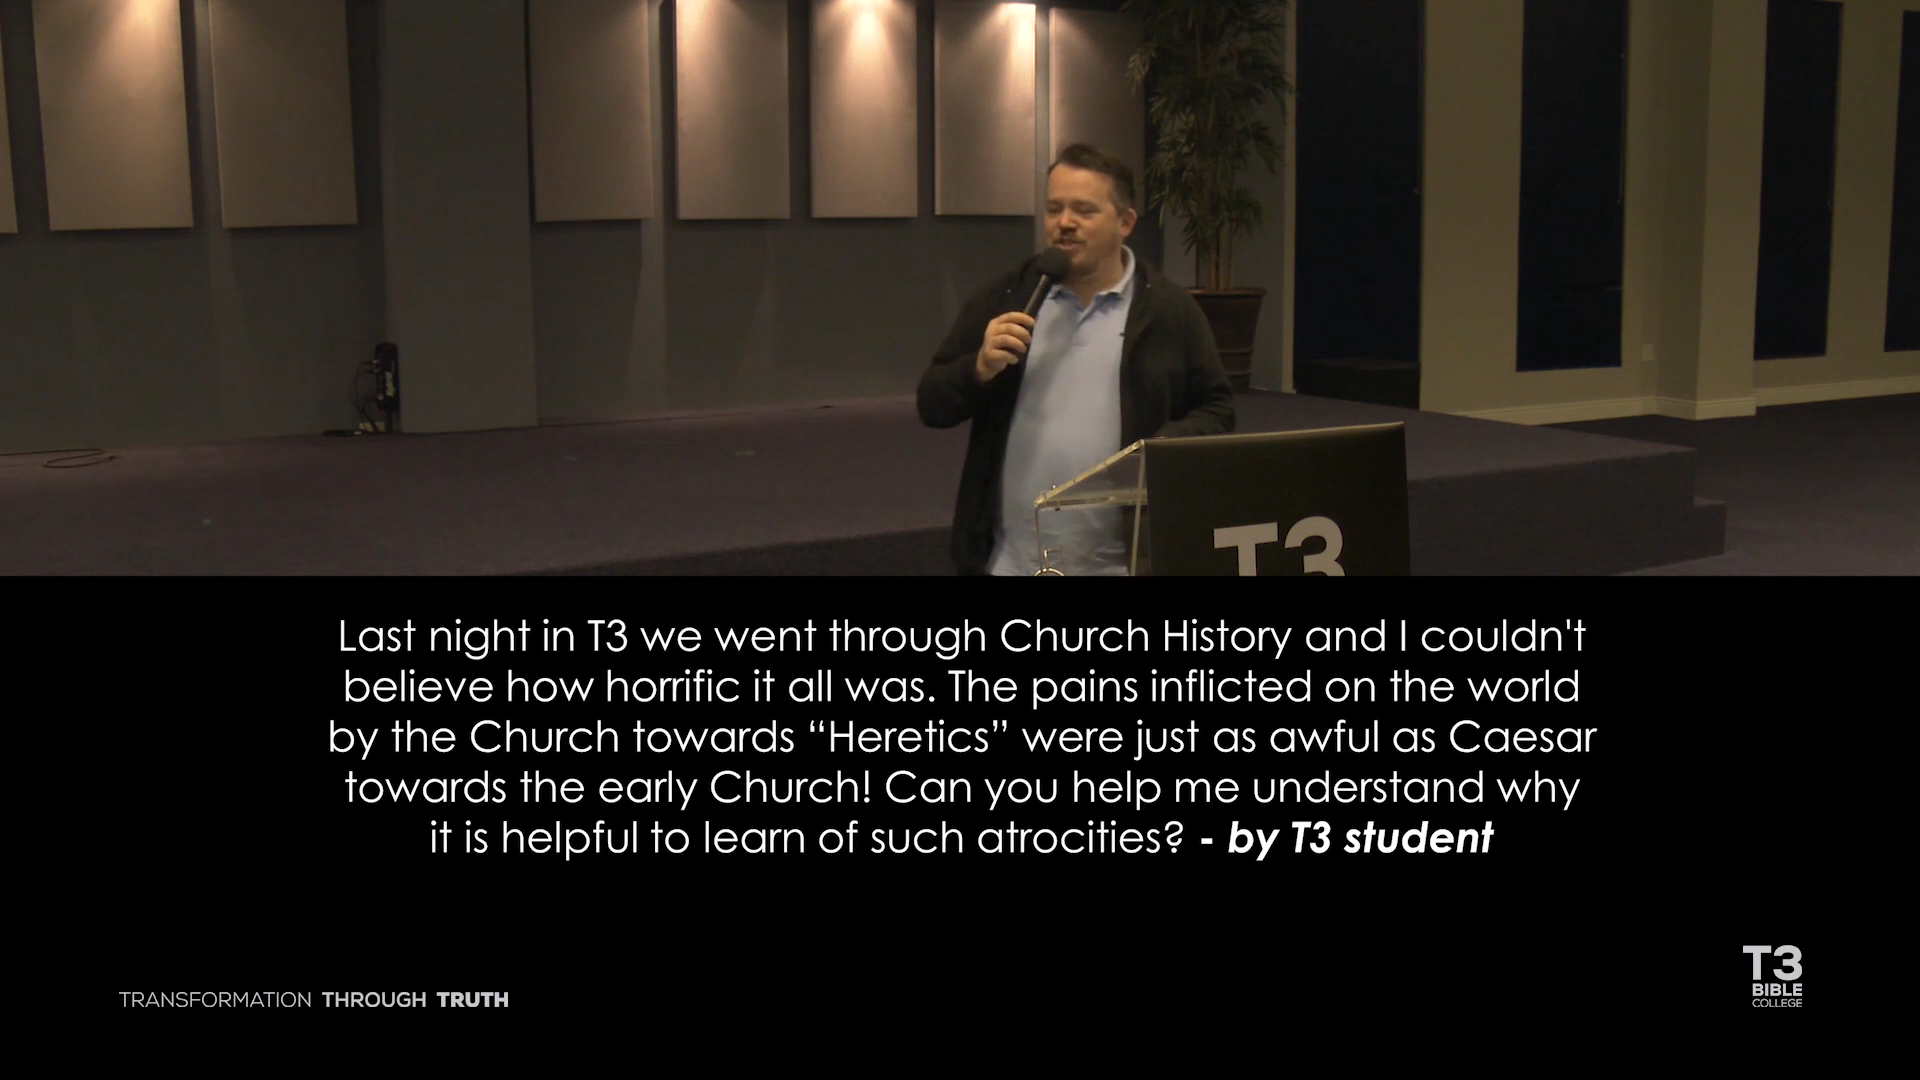 T3
Last night in T3 we went through Church History and I couldn't
believe how horrific it all was. The pains inflicted on the world
by the Church towards “Heretics” were just as awful as Caesar
towards the early Church! Can you help me understand why
it is helpful to learn of such atrocities? - by T3 student
TRANSFORMATION THROUGH TRUTH
T3
BIBLE
COLLEGE